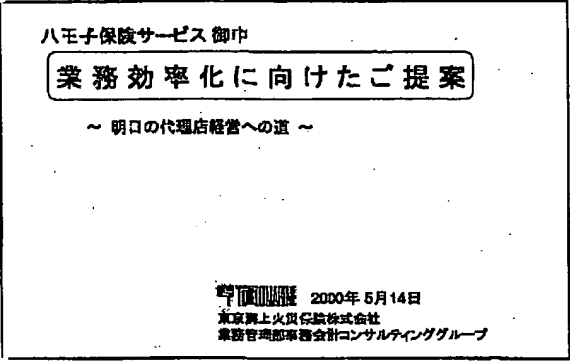 八王子保険サービス 御中
業務効率化に向けたご提案
～ 明日の代理店経営への道 ～
2000年5月14日
東京海上火災保険株式会社
業務管理部事務会計コンサルティンググループ